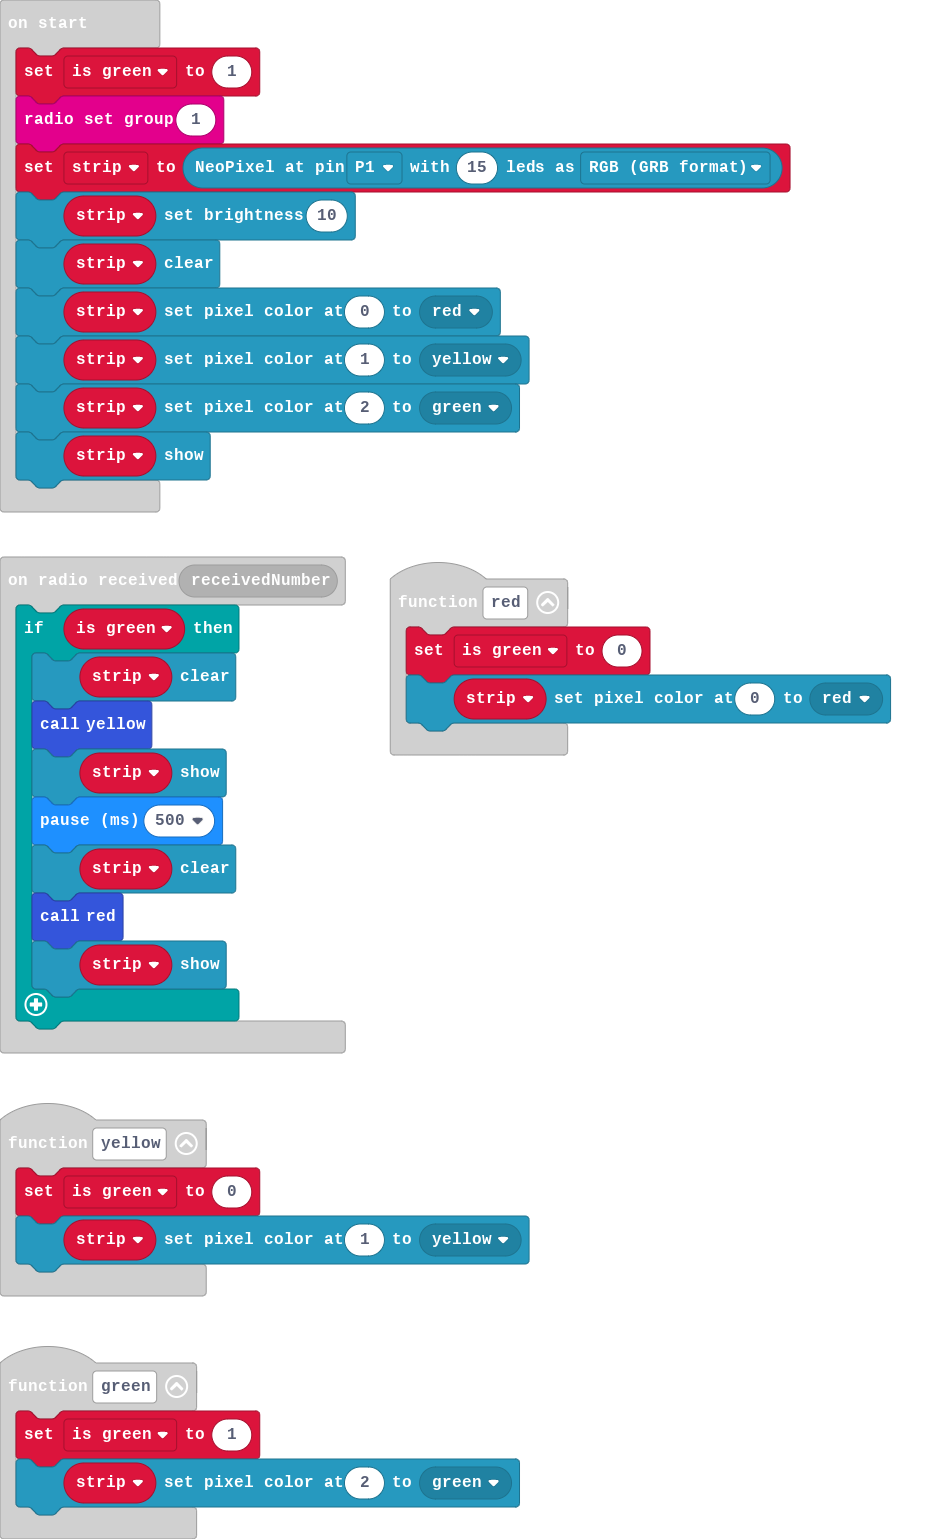 on start
set is green to 1
radio set group 1
set strip to NeoPixel at pin P1 with 15 leds as RGB (GRB format)
strip set brightness 10
strip clear
strip set pixel color at 0 to red
strip set pixel color at 1 to yellow
strip set pixel color at 2 to green
strip show
on radio received receivedNumber
if is green then
strip clear
call yellow
strip show
pause (ms) 500
strip clear
call red
strip show
function red
set is green to 0
strip set pixel color at 0 to red
function yellow
set is green to 0
strip set pixel color at 1 to yellow
function green
set is green to 1
strip set pixel color at 2 to green